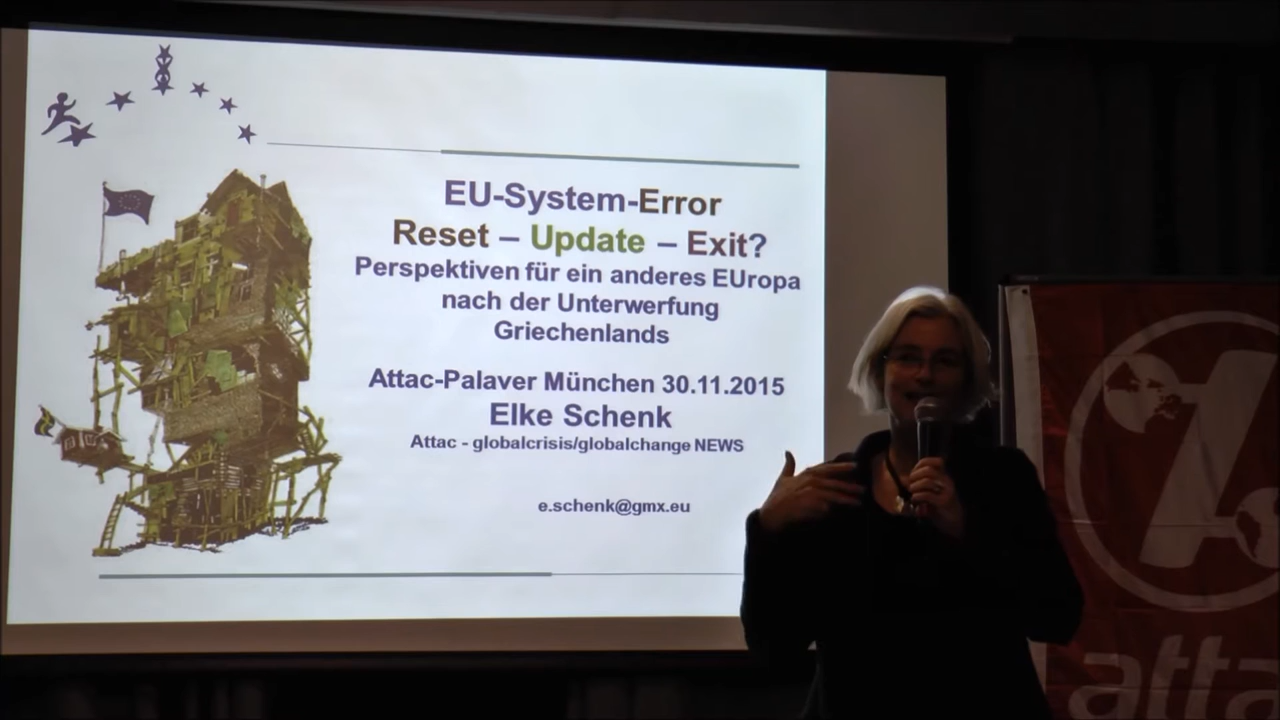 EU-System-Error
Reset – Update – Exit?
Perspektiven für ein anderes EUropa
nach der Unterwerfung
Griechenlands
Attac-Palaver München 30.11.2015
Elke Schenk
Attac - globalcrisis/globalchange NEWS
e.schenk@gmx.eu
atta